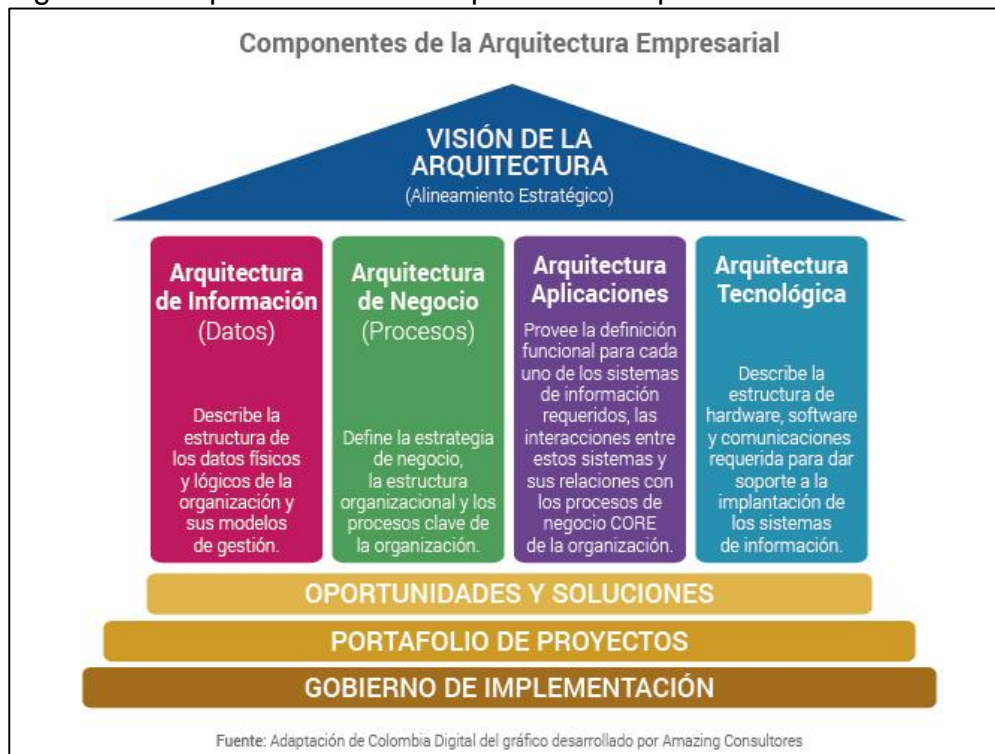 Componentes de la Arquitectura Empresarial
VISIÓN DE LA
ARQUITECTURA
(Alineamiento Estratégico)
Arquitectura
de Información
(Datos)
Describe la
estructura de
los datos físicos
y lógicos de la
organización y
sus modelos
de gestión.
Arquitectura
de Negocio
(Procesos)
Define la estrategia
de negocio,
la estructura
organizacional y los
procesos clave de
la organización.
Arquitectura
Aplicaciones
Provee la definición
funcional para cada
uno de los sistemas
de información
requeridos, las
interacciones entre
estos sistemas y
sus relaciones con
los procesos de
negocio CORE
de la organización.
Arquitectura
Tecnológica
Describe la
estructura de
hardware, software
y comunicaciones
requerida para dar
soporte a la
implantación de
los sistemas
de información.
OPORTUNIDADES Y SOLUCIONES
PORTAFOLIO DE PROYECTOS
GOBIERNO DE IMPLEMENTACIÓN
Fuente: Adaptación de Colombia Digital del gráfico desarrollado por Amazing Consultores